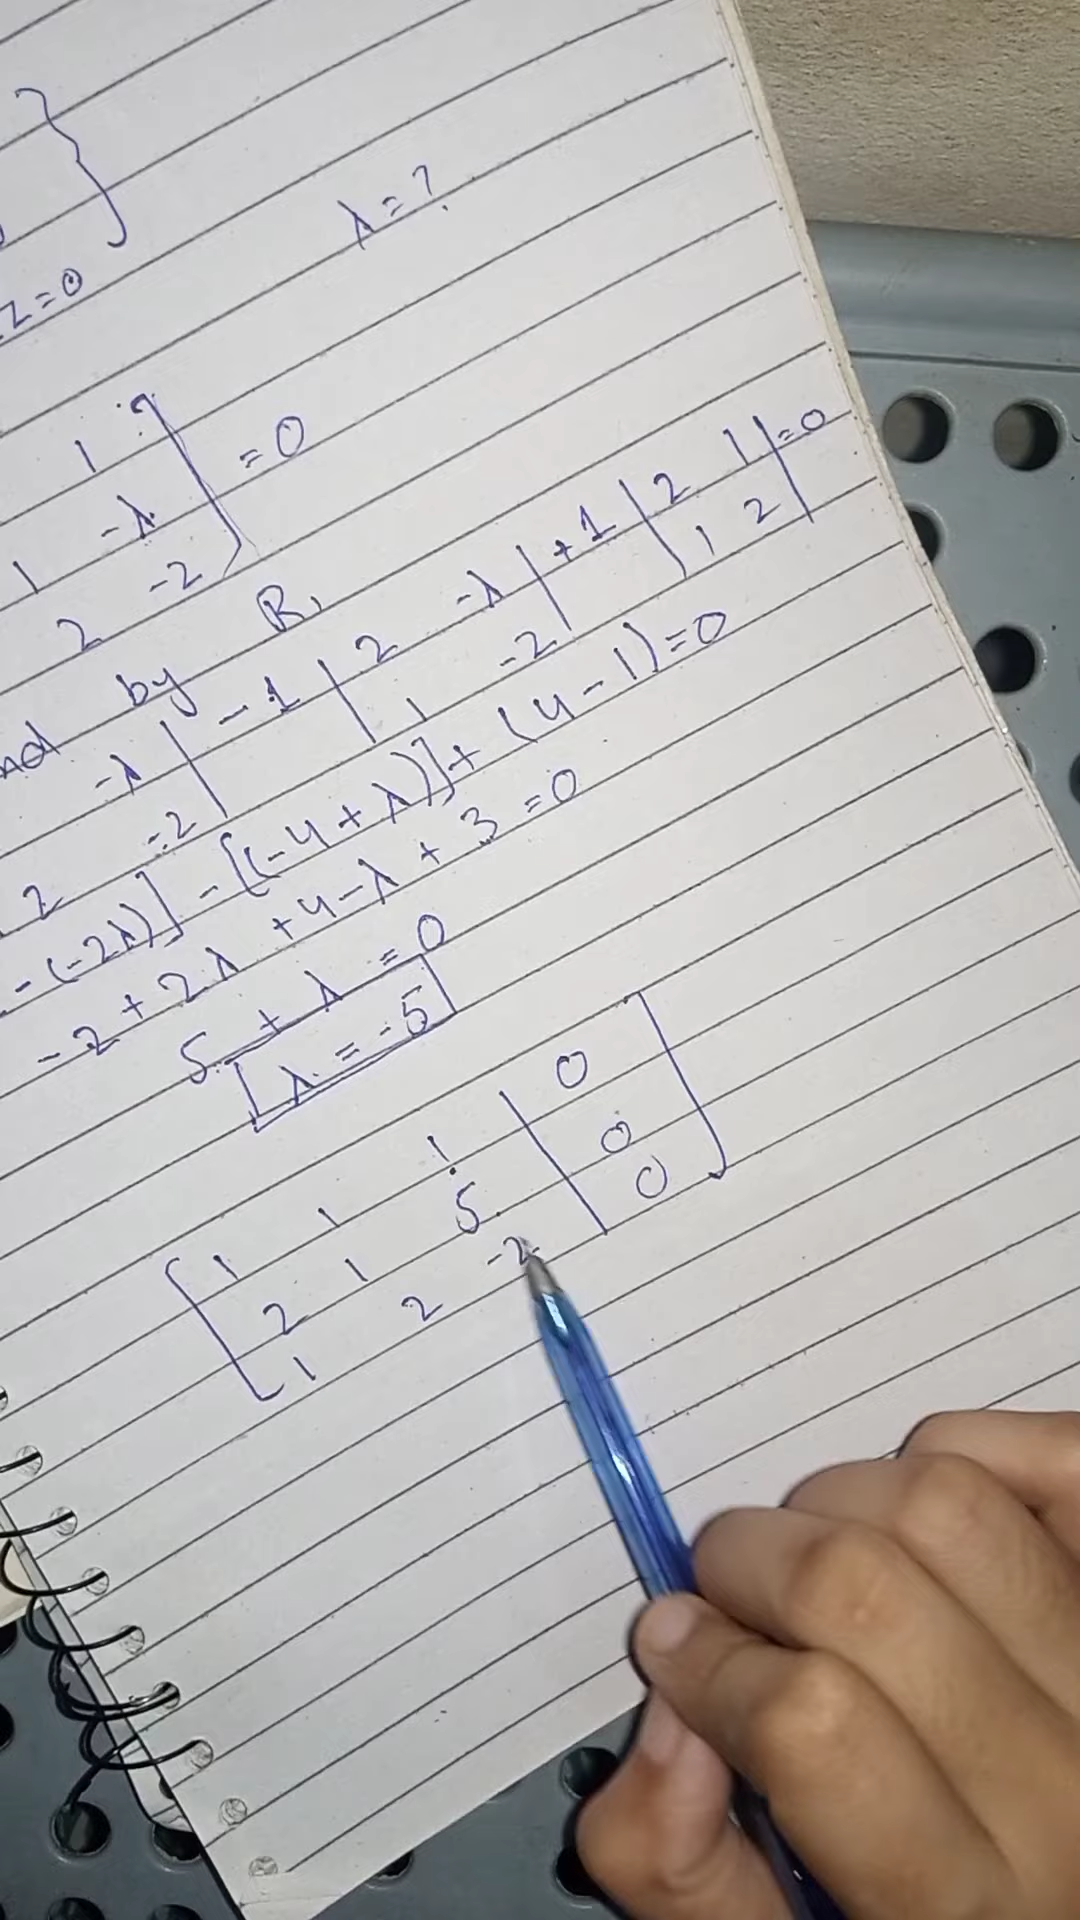 λ = ?
z = 0
1
1 -λ
2 -2 = 0
by R₁
-λ
-2 | -1 | 2 -λ
1 -2 | + 1 | 2 1
1 2 | = 0
-(-2λ)] - [(-4 + λ)] + (4 - 1) = 0
-2 + 2λ + 4 - λ + 3 = 0
5 + λ = 0
λ = -5
1 1 1 | 0
2 1 5 | 0
1 2 -2 | 0